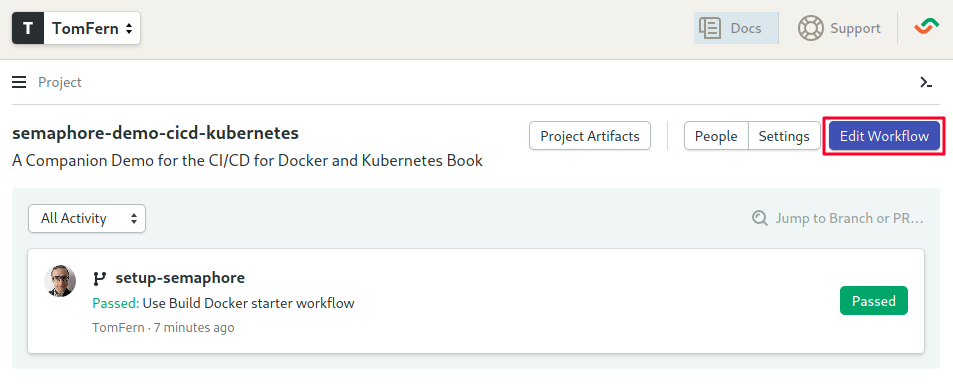 T TomFern Docs Support
Project
semaphore-demo-cicd-kubernetes Project Artifacts People Settings Edit Workflow
A Companion Demo for the CI/CD for Docker and Kubernetes Book
All Activity Jump to Branch or PR...
setup-semaphore
Passed: Use Build Docker starter workflow Passed
TomFern · 7 minutes ago